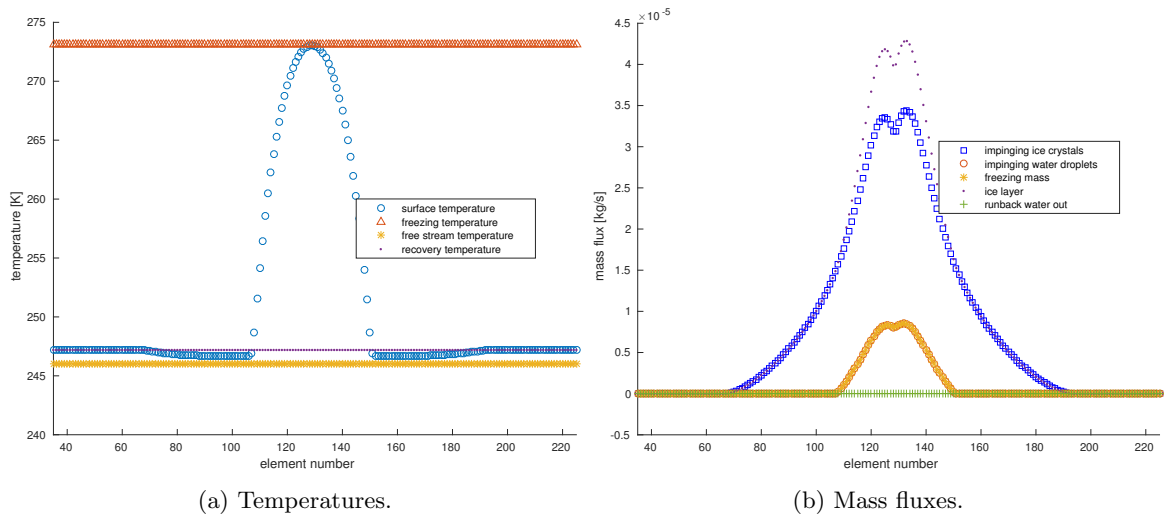 275
270
265
260
255
250
245
240
temperature [K]
surface temperature
freezing temperature
free stream temperature
recovery temperature
40 60 80 100 120 140 160 180 200 220
element number
(a) Temperatures.
×10⁻⁵
4.5
4
3.5
3
2.5
2
1.5
1
0.5
0
-0.5
mass flux [kg/s]
impinging ice crystals
impinging water droplets
freezing mass
ice layer
runback water out
40 60 80 100 120 140 160 180 200 220
element number
(b) Mass fluxes.